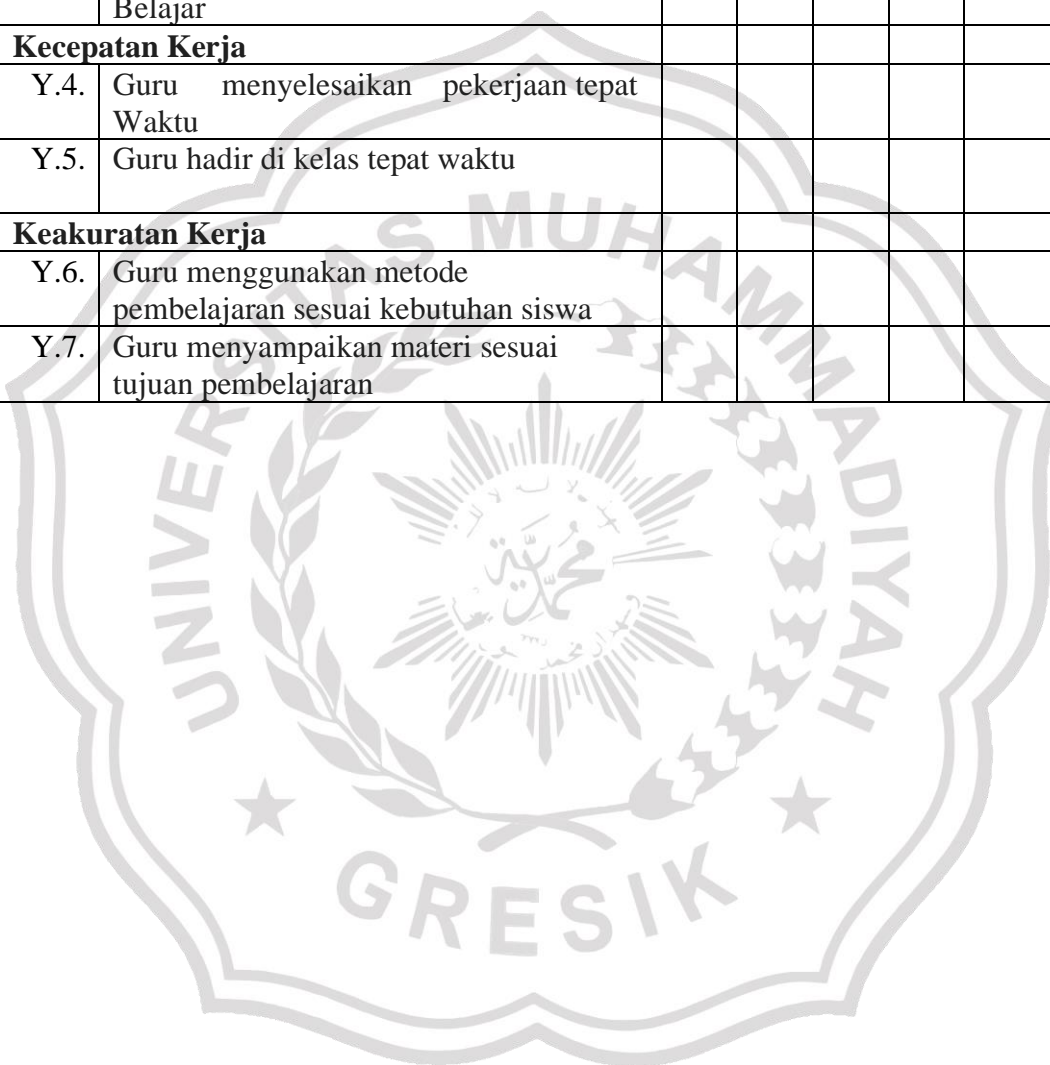 Belajar
Kecepatan Kerja
Y.4. Guru menyelesaikan pekerjaan tepat
Waktu
Y.5. Guru hadir di kelas tepat waktu
Keakuratan Kerja
Y.6. Guru menggunakan metode
pembelajaran sesuai kebutuhan siswa
Y.7. Guru menyampaikan materi sesuai
tujuan pembelajaran
UNIVERSITAS MUHAMMADIYAH
GRESIK